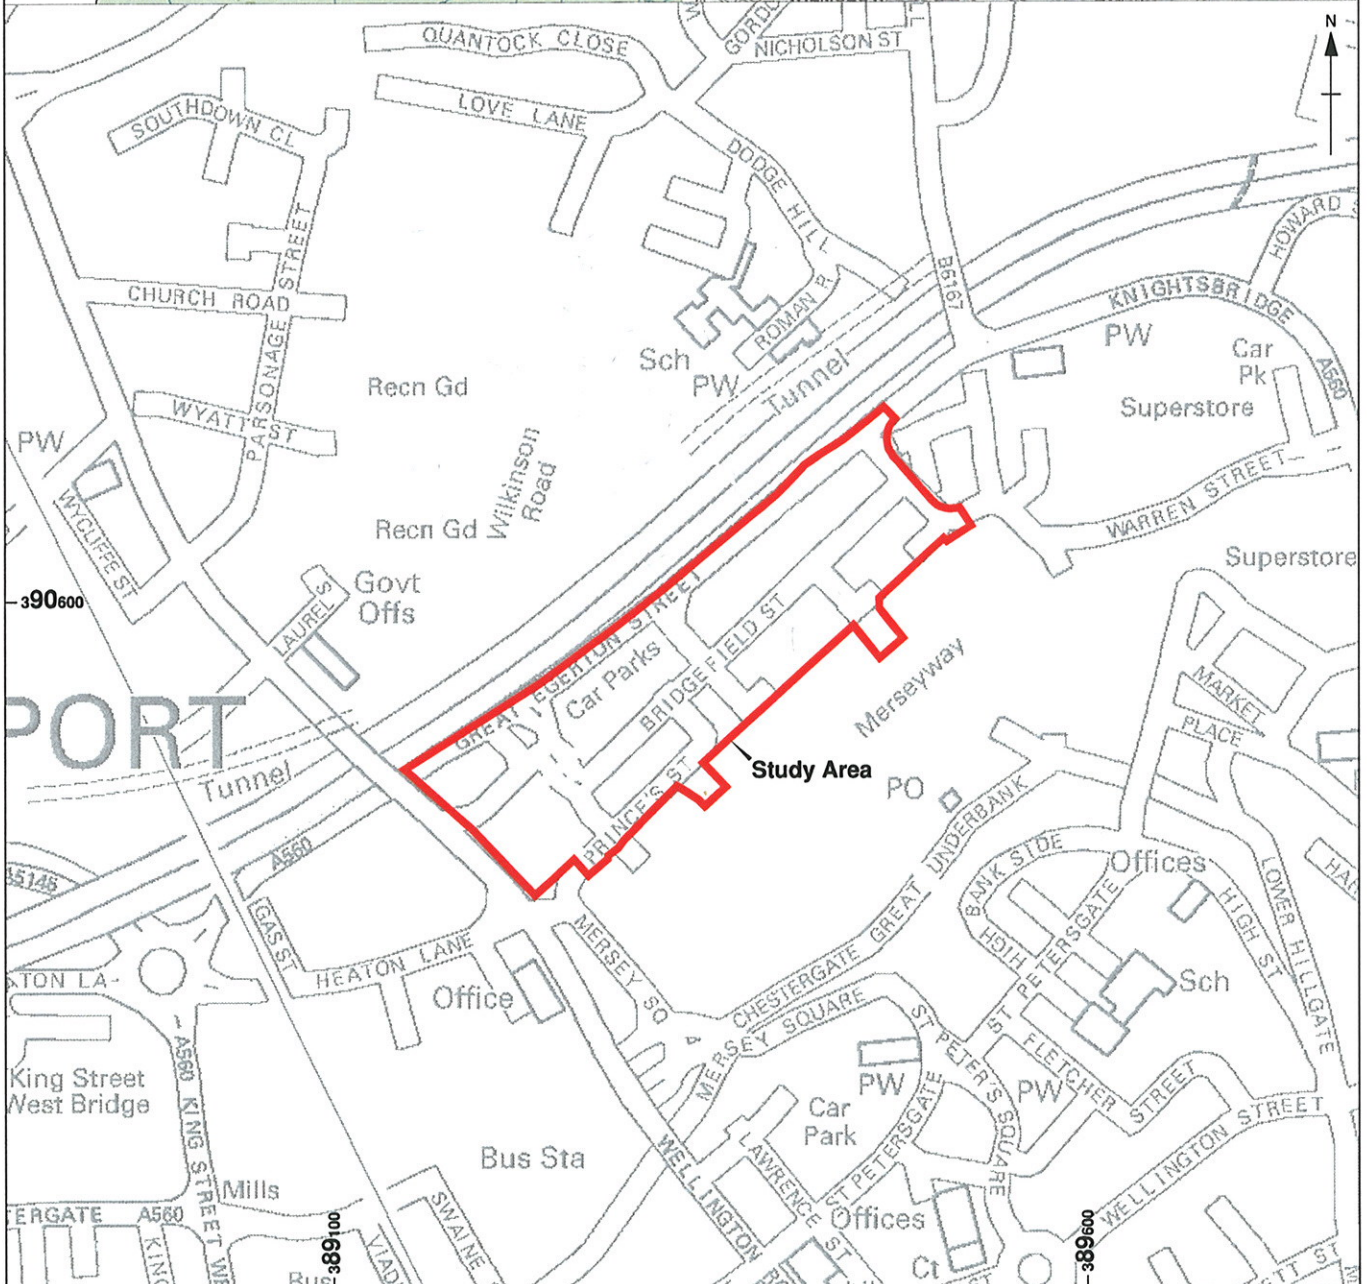 QUANTOCK CLOSE
NICHOLSON ST
N
SOUTHDOWN CL
LOVE LANE
DODGE HILL
HOWARD
PARSONAGE STREET
CHURCH ROAD
B6167
KNIGHTSBRIDGE
ROMAN R
PW
Sch
PW
Tunnel
Car
Pk
A560
Recn Gd
Superstore
WYATT ST
PW
Wilkinson
Road
WYCLIFFE ST
Recn Gd
WARREN STREET
Superstore
Govt
Offs
LAUREL S
390600
GREAT EGERTON STREET
Car Parks
BRIDGEFIELD ST
Merseyway
MARKET
PLACE
PORT
Tunnel
Study Area
PO
PRINCE'S ST
A560
A5145
GREAT UNDERBANK
BANK SIDE
Offices
LOWER HILLGATE
HIGH ST
GAS ST
HEATON LANE
MERSEY SQ
CHESTERGATE
HIGH
ST PETERSGATE
Sch
Office
MERSEY SQUARE
ST PETER'S SQUARE
FLETCHER STREET
King Street
West Bridge
A560 KING STREET WE
PW
PW
Car
Park
ST PETERSGATE
WELLINGTON STREET
Bus Sta
WELLINGTON
LAWRENCE ST
Mills
SWAINE
Offices
ERGATE A560
KING
VIAD
389100
389600
Bus
Ct
ST